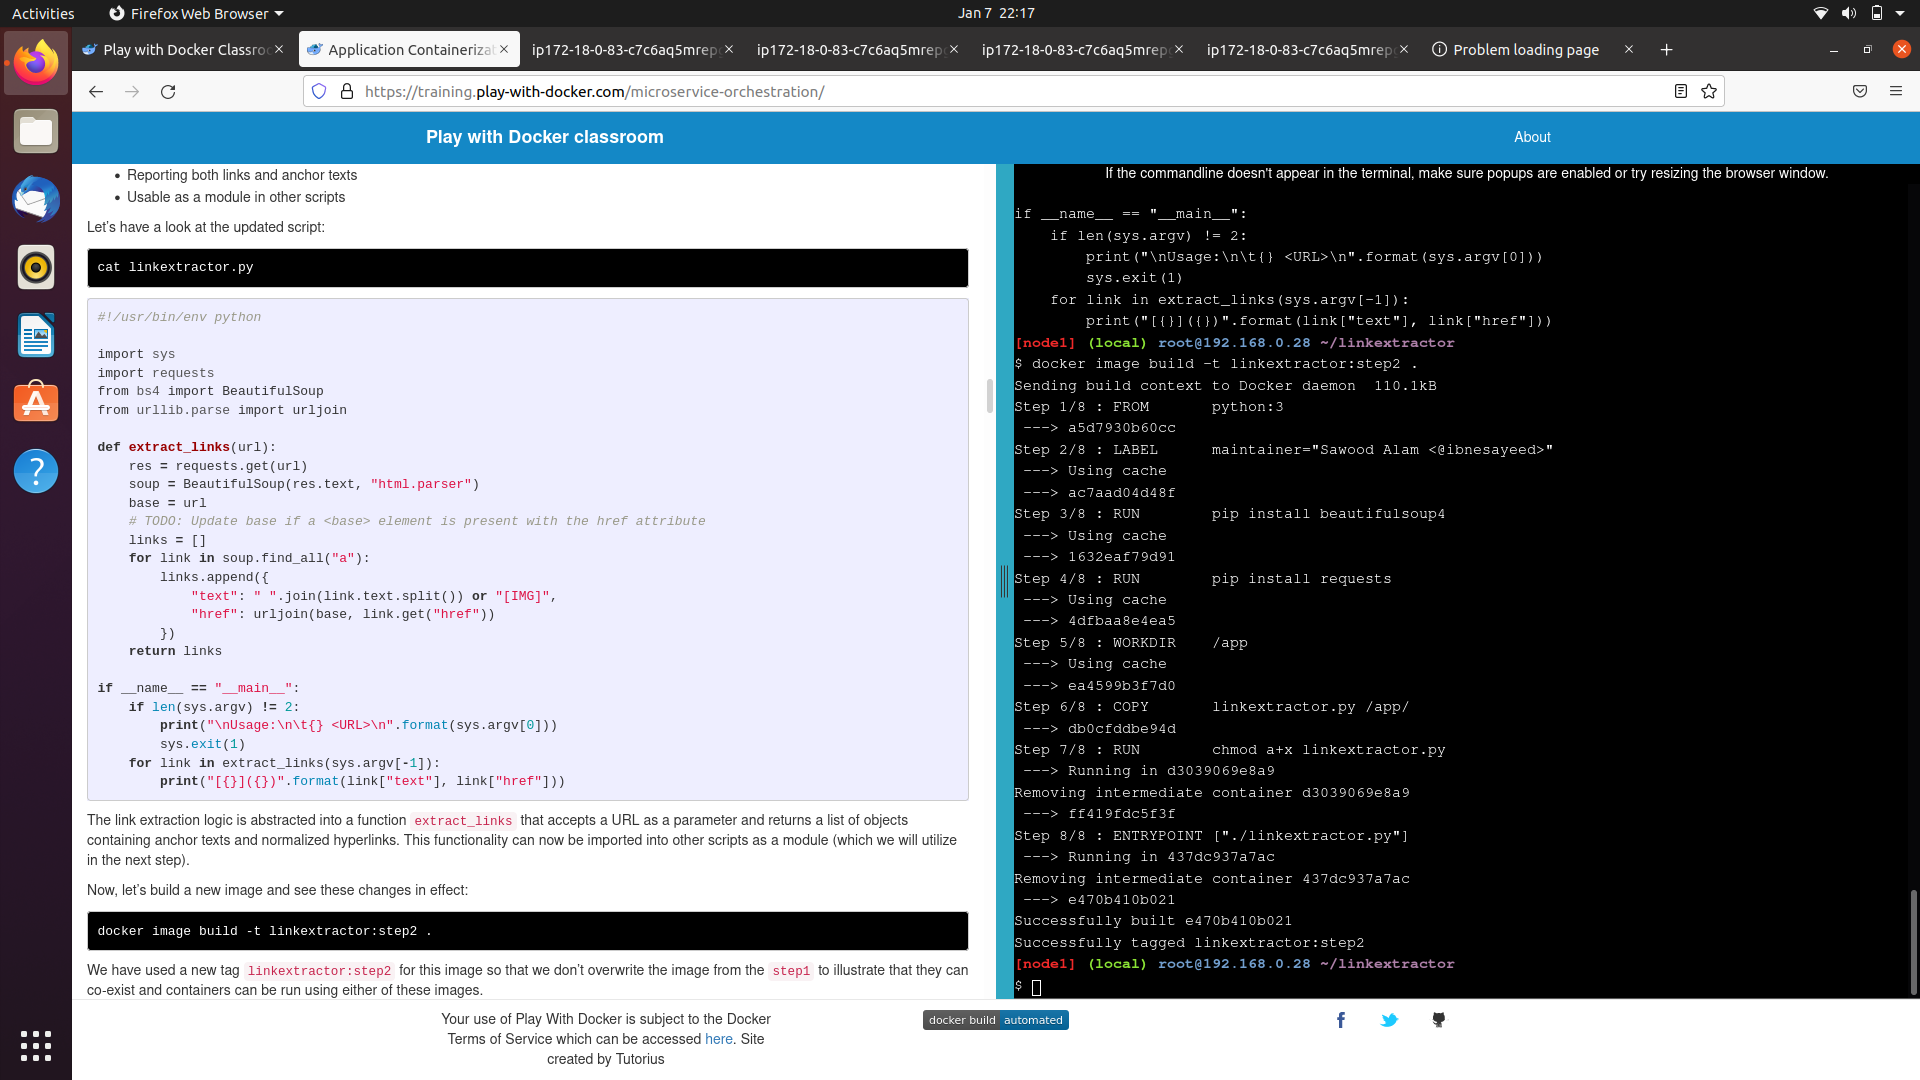 Activities
Firefox Web Browser
Jan 7 22:17
Play with Docker Classro
Application Containerizat
ip172-18-0-83-c7c6aq5mrep
ip172-18-0-83-c7c6aq5mrep
ip172-18-0-83-c7c6aq5mrep
ip172-18-0-83-c7c6aq5mrep
Problem loading page
https://training.play-with-docker.com/microservice-orchestration/
Play with Docker classroom
About
• Reporting both links and anchor texts
• Usable as a module in other scripts
Let’s have a look at the updated script:
cat linkextractor.py
#!/usr/bin/env python
import sys
import requests
from bs4 import BeautifulSoup
from urllib.parse import urljoin
def extract_links(url):
    res = requests.get(url)
    soup = BeautifulSoup(res.text, "html.parser")
    base = url
    # TODO: Update base if a <base> element is present with the href attribute
    links = []
    for link in soup.find_all("a"):
        links.append({
            "text": " ".join(link.text.split()) or "[IMG]",
            "href": urljoin(base, link.get("href"))
        })
    return links
if __name__ == "__main__":
    if len(sys.argv) != 2:
        print("\nUsage:\n\t{} <URL>\n".format(sys.argv[0]))
        sys.exit(1)
    for link in extract_links(sys.argv[-1]):
        print("[{}]({})".format(link["text"], link["href"]))
The link extraction logic is abstracted into a function extract_links that accepts a URL as a parameter and returns a list of objects
containing anchor texts and normalized hyperlinks. This functionality can now be imported into other scripts as a module (which we will utilize
in the next step).
Now, let’s build a new image and see these changes in effect:
docker image build -t linkextractor:step2 .
We have used a new tag linkextractor:step2 for this image so that we don’t overwrite the image from the step1 to illustrate that they can
co-exist and containers can be run using either of these images.
If the commandline doesn't appear in the terminal, make sure popups are enabled or try resizing the browser window.
if __name__ == "__main__":
    if len(sys.argv) != 2:
        print("\nUsage:\n\t{} <URL>\n".format(sys.argv[0]))
        sys.exit(1)
    for link in extract_links(sys.argv[-1]):
        print("[{}]({})".format(link["text"], link["href"]))
[node1] (local) root@192.168.0.28 ~/linkextractor
$ docker image build -t linkextractor:step2 .
Sending build context to Docker daemon  110.1kB
Step 1/8 : FROM       python:3
 ---> a5d7930b60cc
Step 2/8 : LABEL      maintainer="Sawood Alam <@ibnesayeed>"
 ---> Using cache
 ---> ac7aad04d48f
Step 3/8 : RUN        pip install beautifulsoup4
 ---> Using cache
 ---> 1632eaf79d91
Step 4/8 : RUN        pip install requests
 ---> Using cache
 ---> 4dfbaa8e4ea5
Step 5/8 : WORKDIR    /app
 ---> Using cache
 ---> ea4599b3f7d0
Step 6/8 : COPY       linkextractor.py /app/
 ---> db0cfddbe94d
Step 7/8 : RUN        chmod a+x linkextractor.py
 ---> Running in d3039069e8a9
Removing intermediate container d3039069e8a9
 ---> ff419fdc5f3f
Step 8/8 : ENTRYPOINT ["./linkextractor.py"]
 ---> Running in 437dc937a7ac
Removing intermediate container 437dc937a7ac
 ---> e470b410b021
Successfully built e470b410b021
Successfully tagged linkextractor:step2
[node1] (local) root@192.168.0.28 ~/linkextractor
$
Your use of Play With Docker is subject to the Docker
Terms of Service which can be accessed here. Site
created by Tutorius
docker build automated